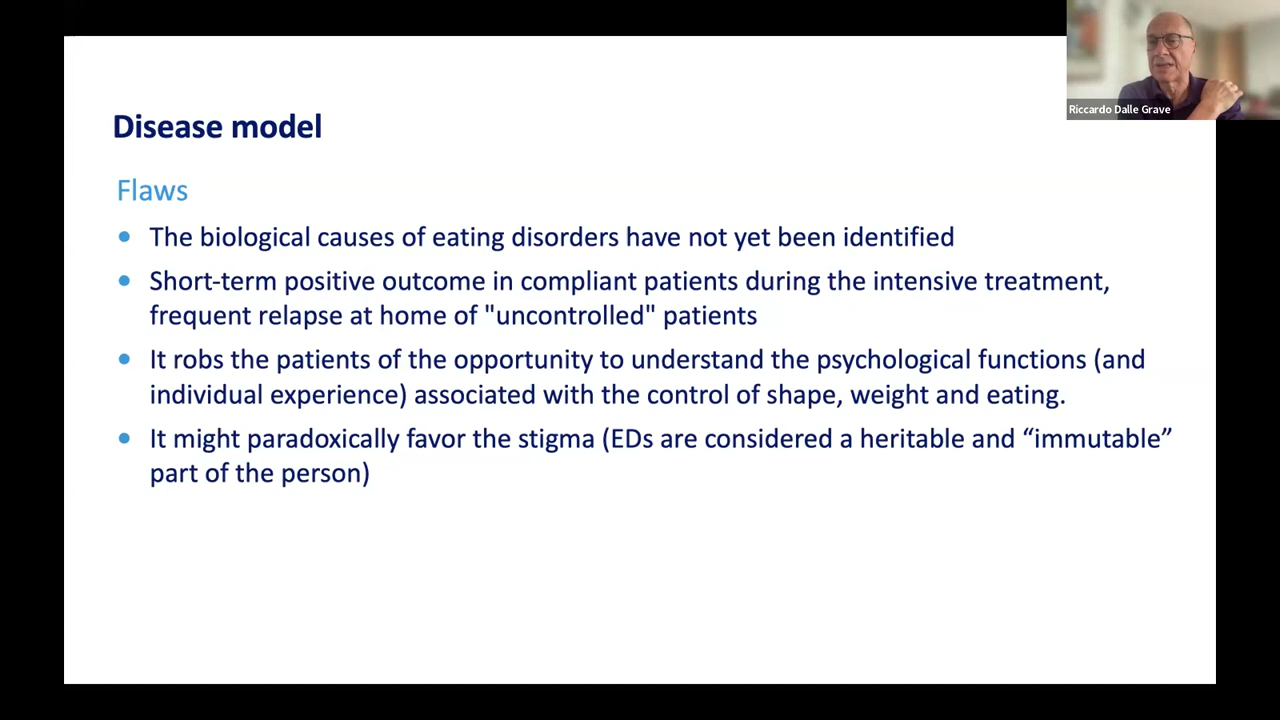 Riccardo Dalle Grave
Disease model
Flaws
• The biological causes of eating disorders have not yet been identified
• Short-term positive outcome in compliant patients during the intensive treatment,
frequent relapse at home of "uncontrolled" patients
• It robs the patients of the opportunity to understand the psychological functions (and
individual experience) associated with the control of shape, weight and eating.
• It might paradoxically favor the stigma (EDs are considered a heritable and “immutable”
part of the person)